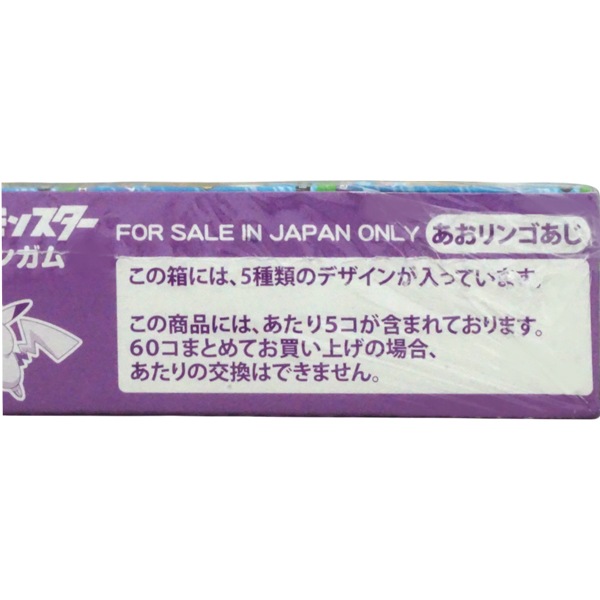 モンスター
ンガム
FOR SALE IN JAPAN ONLY あおリンゴあじ
この箱には、5種類のデザインが入っています。
この商品には、あたり5コが含まれております。
60コまとめてお買い上げの場合、
あたりの交換はできません。